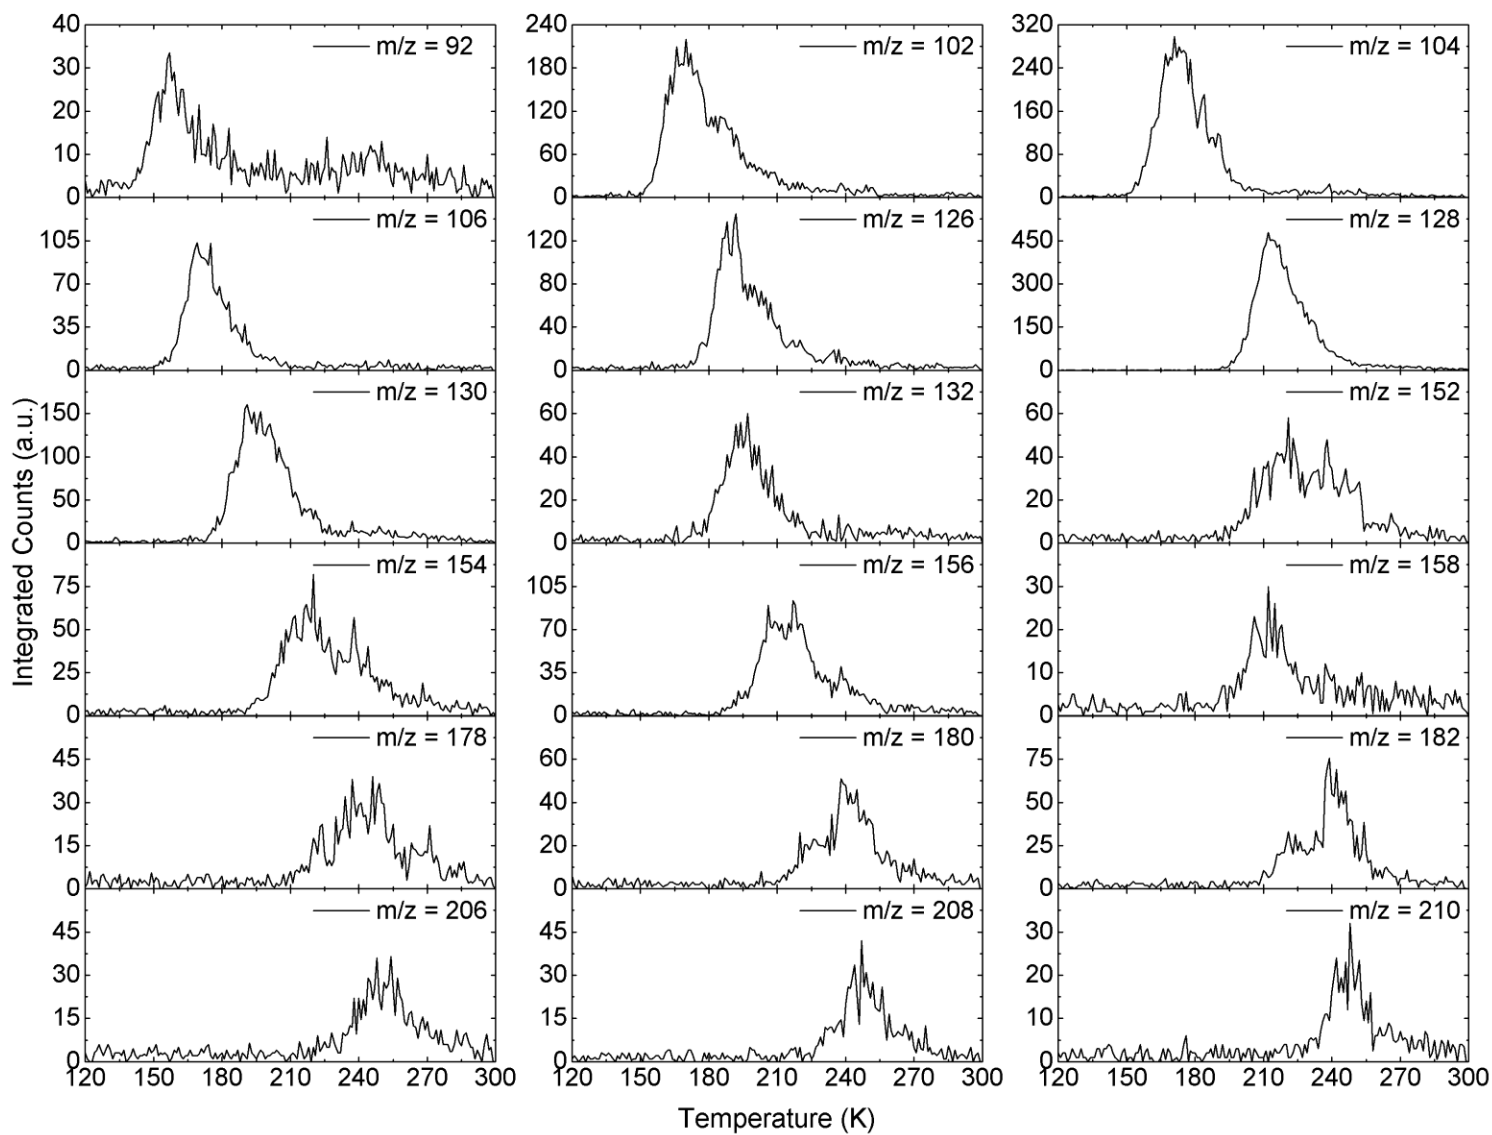 40 240 320
m/z = 92 m/z = 102 m/z = 104
30 180 240
20 120 160
10 60 80
0 0 0
m/z = 106 m/z = 126 m/z = 128
105 120 450
70 80 300
35 40 150
0 0 0
m/z = 130 m/z = 132 m/z = 152
150 60 60
100 40 40
50 20 20
0 0 0
Integrated Counts (a.u.)
m/z = 154 m/z = 156 m/z = 158
75 105 30
50 70 20
25 35 10
0 0 0
m/z = 178 m/z = 180 m/z = 182
45 60 75
30 40 50
15 20 25
0 0 0
m/z = 206 m/z = 208 m/z = 210
45 45 30
30 30 20
15 15 10
0 0 0
120 150 180 210 240 270 300 120 150 180 210 240 270 300 120 150 180 210 240 270 300
Temperature (K)